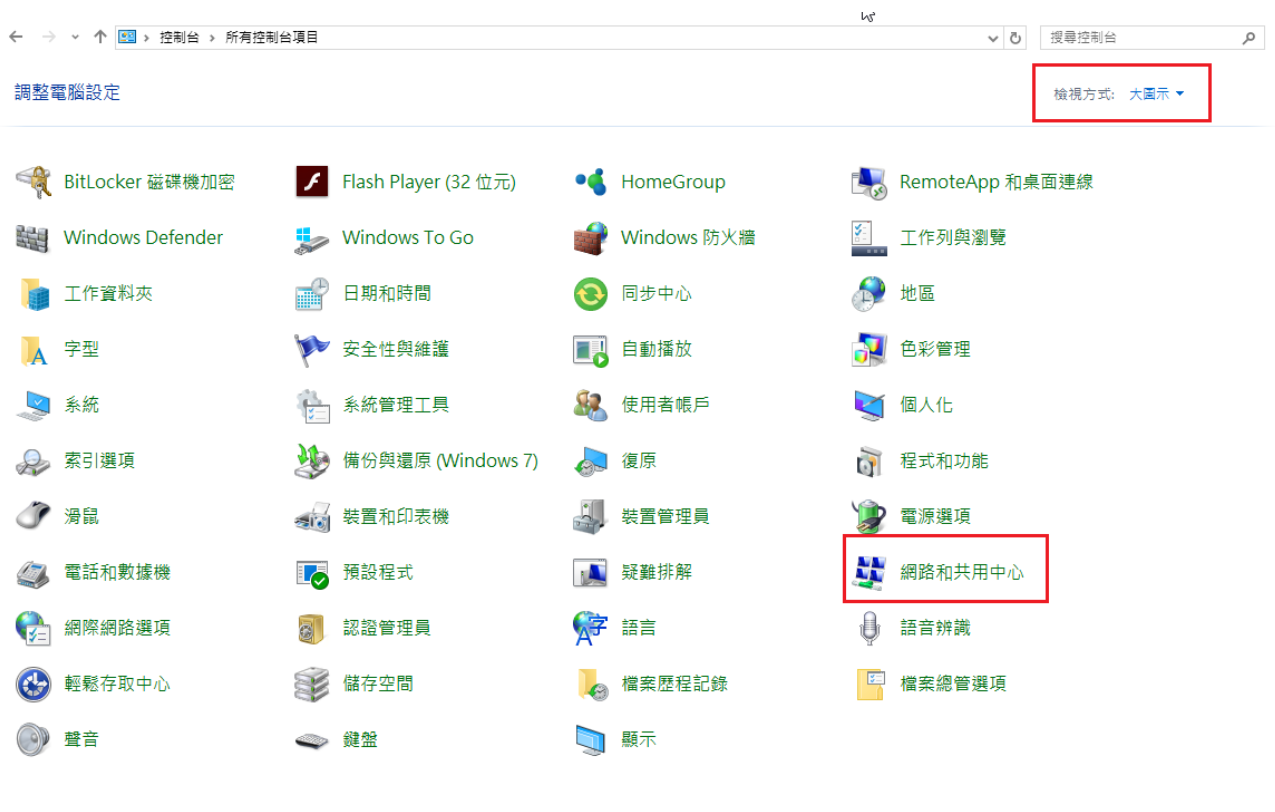 控制台 › 所有控制台項目
搜尋控制台
調整電腦設定
檢視方式: 大圖示
BitLocker 磁碟機加密
Flash Player (32 位元)
HomeGroup
RemoteApp 和桌面連線
Windows Defender
Windows To Go
Windows 防火牆
工作列與瀏覽
工作資料夾
日期和時間
同步中心
地區
字型
安全性與維護
自動播放
色彩管理
系統
系統管理工具
使用者帳戶
個人化
索引選項
備份與還原 (Windows 7)
復原
程式和功能
滑鼠
裝置和印表機
裝置管理員
電源選項
電話和數據機
預設程式
疑難排解
網路和共用中心
網際網路選項
認證管理員
語言
語音辨識
輕鬆存取中心
儲存空間
檔案歷程記錄
檔案總管選項
聲音
鍵盤
顯示